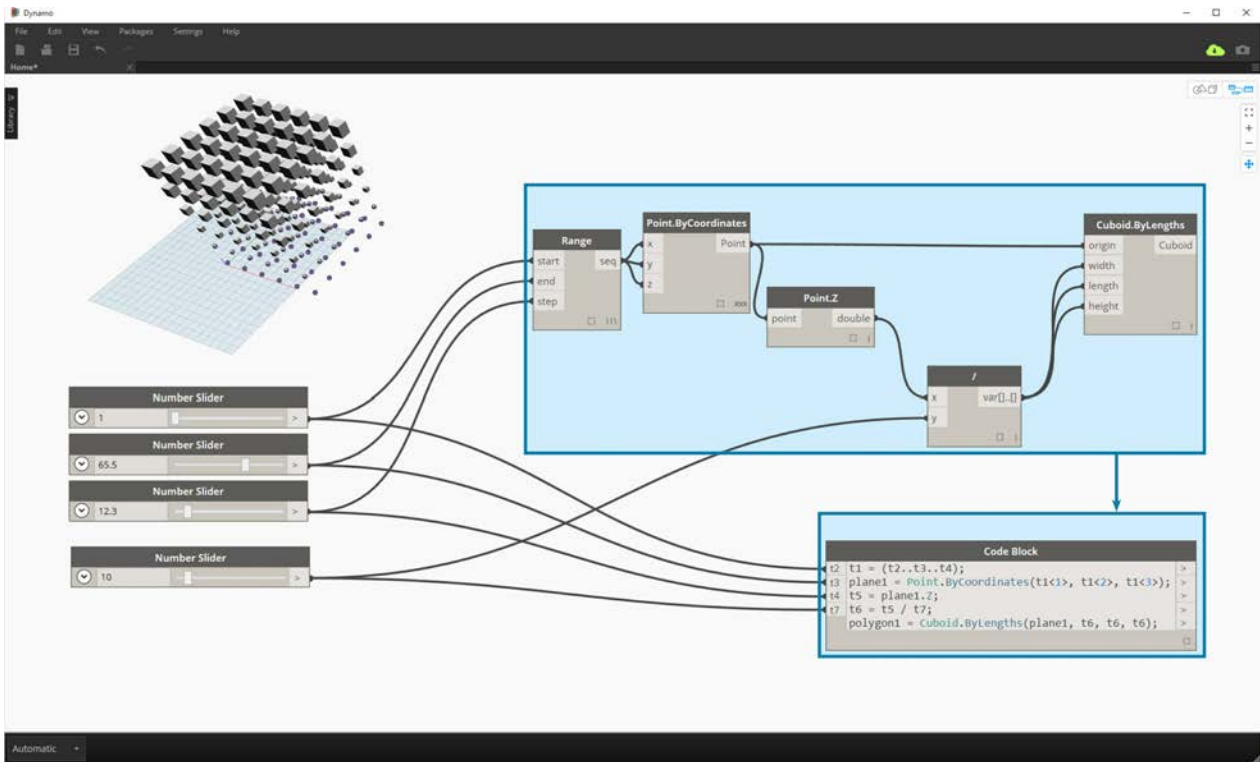 Dynamo
File Edit View Packages Settings Help
Home*
Library
Range
start seq
end
step
Point.ByCoordinates
x Point
y
z
xxx
Point.Z
point double
/
x var[]..[]
y
Cuboid.ByLengths
origin Cuboid
width
length
height
Number Slider
1 >
Number Slider
65.5 >
Number Slider
12.3 >
Number Slider
10 >
Code Block
t2 t1 = (t2..t3..t4); >
t3 plane1 = Point.ByCoordinates(t1<1>, t1<2>, t1<3>); >
t4 t5 = plane1.Z; >
t7 t6 = t5 / t7; >
polygon1 = Cuboid.ByLengths(plane1, t6, t6, t6); >
Automatic